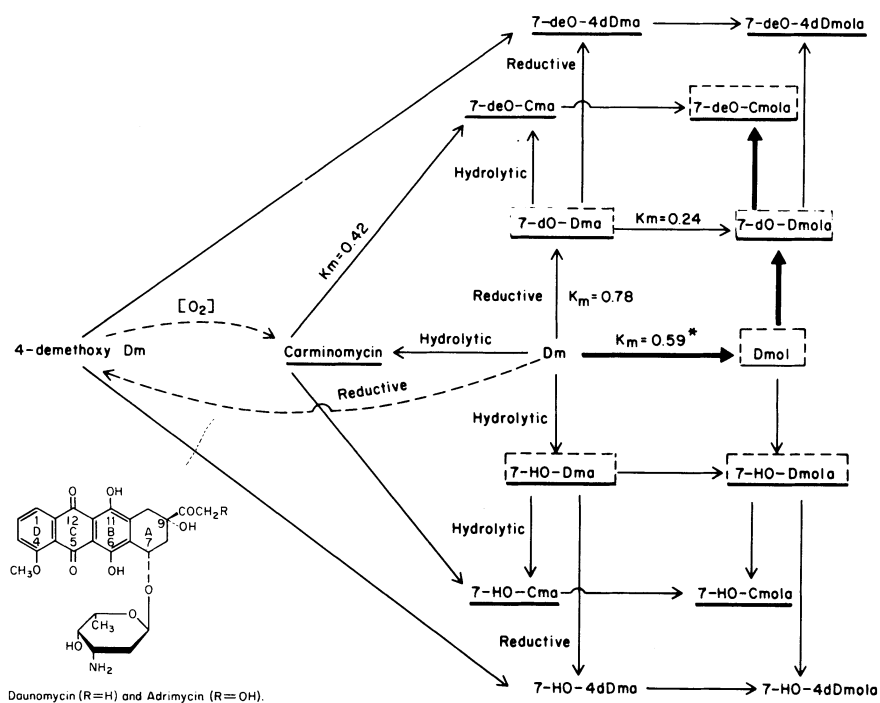 7-deO-4dDma
7-deO-4dDmola
Reductive
7-deO-Cma
7-deO-Cmola
Hydrolytic
7-dO-Dma
Km=0.24
7-dO-Dmola
Km=0.42
[O2]
Reductive
Km=0.78
4-demethoxy Dm
Carminomycin
Hydrolytic
Dm
Km=0.59*
Dmol
Reductive
Hydrolytic
7-HO-Dma
7-HO-Dmola
Hydrolytic
7-HO-Cma
7-HO-Cmola
Reductive
7-HO-4dDma
7-HO-4dDmola
O
OH
COCH2R
1
12
11
9
OH
D
C
B
A
4
5
6
7
CH3O
O
OH
O
CH3
O
HO
NH2
Daunomycin (R=H) and Adrimycin (R=OH).